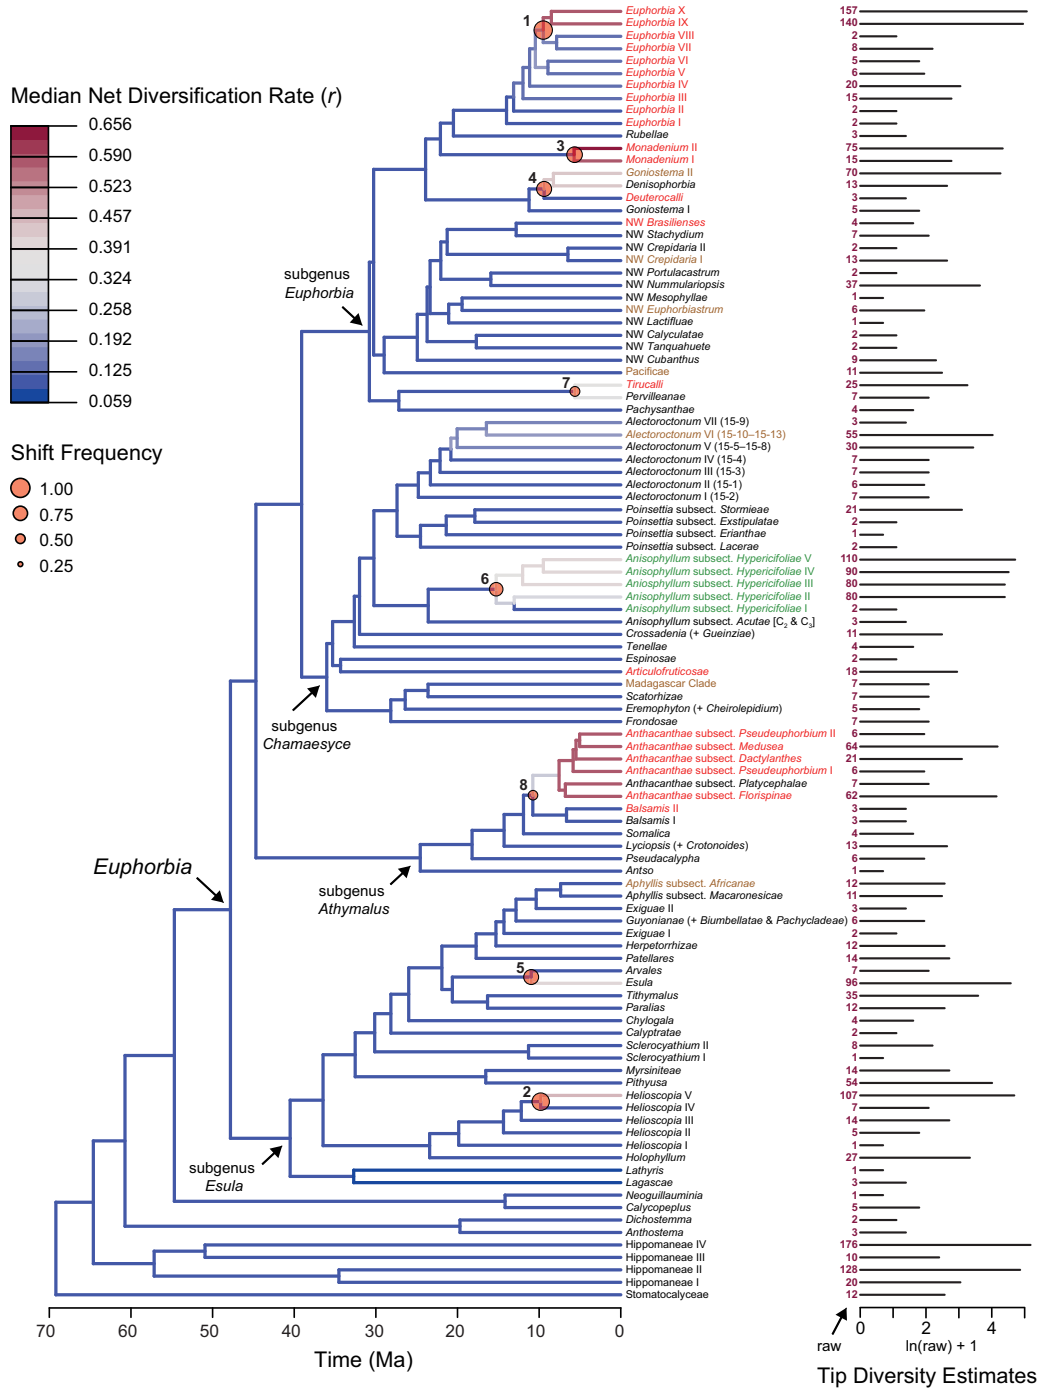 Median Net Diversification Rate (r)
0.656
0.590
0.523
0.457
0.391
0.324
0.258
0.192
0.125
0.059
Shift Frequency
1.00
0.75
0.50
0.25
subgenus
Euphorbia
subgenus
Chamaesyce
Euphorbia
subgenus
Athymalus
subgenus
Esula
1
3
4
7
6
8
5
2
Euphorbia X 157
Euphorbia IX 140
Euphorbia VIII 2
Euphorbia VII 8
Euphorbia VI 5
Euphorbia V 6
Euphorbia IV 20
Euphorbia III 15
Euphorbia II 2
Euphorbia I 2
Rubellae 3
Monadenium II 75
Monadenium I 15
Goniostema II 70
Denisophorbia 13
Deuterocalli 3
Goniostema I 5
NW Brasilienses 4
NW Stachydium 7
NW Crepidaria II 2
NW Crepidaria I 13
NW Portulacastrum 2
NW Nummulariopsis 37
NW Mesophyllae 1
NW Euphorbiastrum 6
NW Lactifluae 1
NW Calyculatae 2
NW Tanquahuete 2
NW Cubanthus 9
Pacificae 11
Tirucalli 25
Pervilleanae 7
Pachysanthae 4
Alectoroctonum VII (15-9) 3
Alectoroctonum VI (15-10–15-13) 55
Alectoroctonum V (15-5–15-8) 30
Alectoroctonum IV (15-4) 7
Alectoroctonum III (15-3) 7
Alectoroctonum II (15-1) 6
Alectoroctonum I (15-2) 7
Poinsettia subsect. Stormieae 21
Poinsettia subsect. Exstipulatae 2
Poinsettia subsect. Erianthae 1
Poinsettia subsect. Lacerae 2
Anisophyllum subsect. Hypericifoliae V 110
Anisophyllum subsect. Hypericifoliae IV 90
Aniosphyllum subsect. Hypericifoliae III 80
Anisophyllum subsect. Hypericifoliae II 80
Anisophyllum subsect. Hypericifoliae I 2
Anisophyllum subsect. Acutae [C2 & C3] 3
Crossadenia (+ Gueinziae) 11
Tenellae 4
Espinosae 2
Articulofruticosae 18
Madagascar Clade 7
Scatorhizae 7
Eremophyton (+ Cheirolepidium) 5
Frondosae 7
Anthacanthae subsect. Pseudeuphorbium II 6
Anthacanthae subsect. Medusea 64
Anthacanthae subsect. Dactylanthes 21
Anthacanthae subsect. Pseudeuphorbium I 6
Anthacanthae subsect. Platycephalae 7
Anthacanthae subsect. Florispinae 62
Balsamis II 3
Balsamis I 3
Somalica 4
Lyciopsis (+ Crotonoides) 13
Pseudacalypha 6
Antso 1
Aphyllis subsect. Africanae 12
Aphyllis subsect. Macaronesicae 11
Exiguae II 3
Guyonianae (+ Biumbellatae & Pachycladeae) 6
Exiguae I 2
Herpetorrhizae 12
Patellares 14
Arvales 7
Esula 96
Tithymalus 35
Paralias 12
Chylogala 4
Calyptratae 2
Sclerocyathium II 8
Sclerocyathium I 1
Myrsiniteae 14
Pithyusa 54
Helioscopia V 107
Helioscopia IV 7
Helioscopia III 14
Helioscopia II 5
Helioscopia I 1
Holophyllum 27
Lathyris 1
Lagascae 3
Neoguillauminia 1
Calycopeplus 5
Dichostemma 2
Anthostema 3
Hippomaneae IV 176
Hippomaneae III 10
Hippomaneae II 128
Hippomaneae I 20
Stomatocalyceae 12
70 60 50 40 30 20 10 0
Time (Ma)
0 2 4
raw
ln(raw) + 1
Tip Diversity Estimates